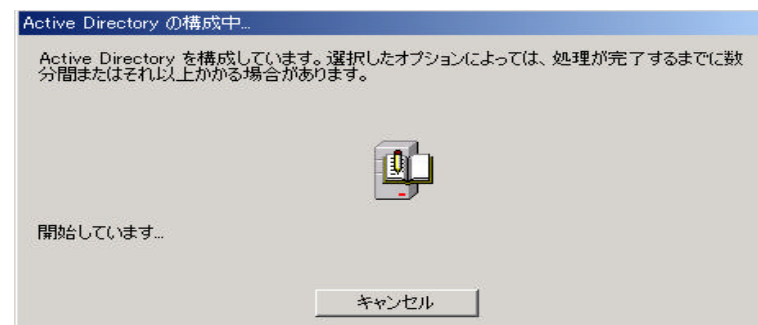 Active Directory の構成中...
Active Directory を構成しています。選択したオプションによっては、処理が完了するまでに数
分間またはそれ以上かかる場合があります。
開始しています...
キャンセル